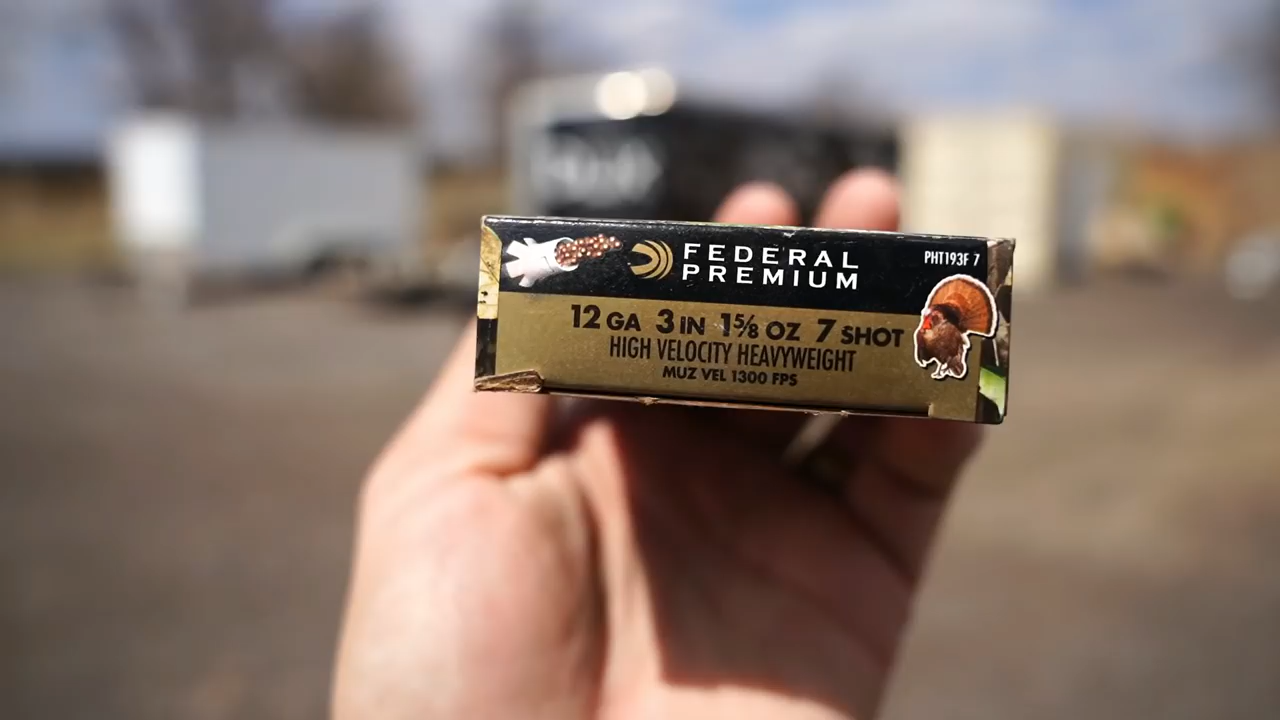 FEDERAL
PREMIUM
PHT193F 7
12 GA 3 IN 1⅝ OZ 7 SHOT
HIGH VELOCITY HEAVYWEIGHT
MUZ VEL 1300 FPS